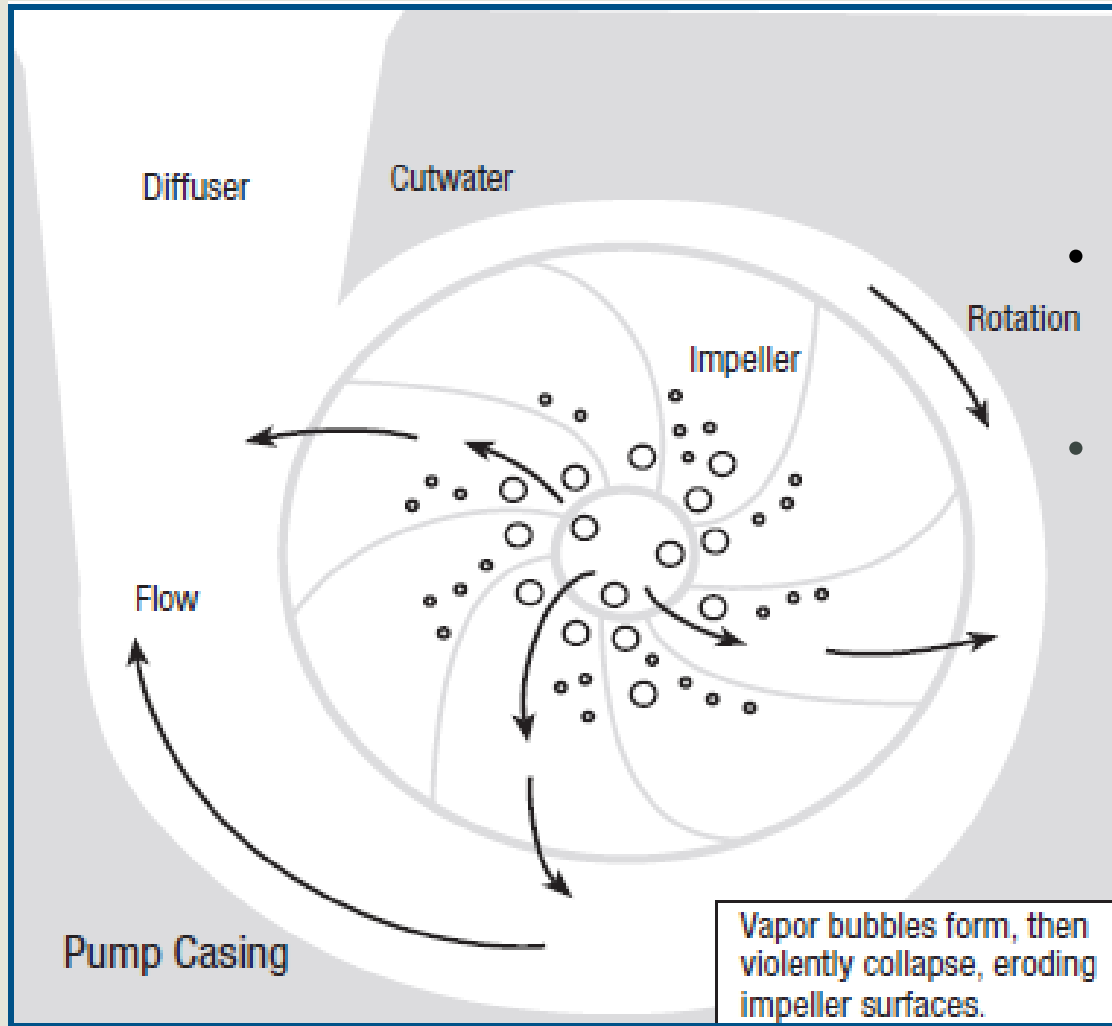 Diffuser
Cutwater
Rotation
Impeller
Flow
Pump Casing
Vapor bubbles form, then
violently collapse, eroding
impeller surfaces.